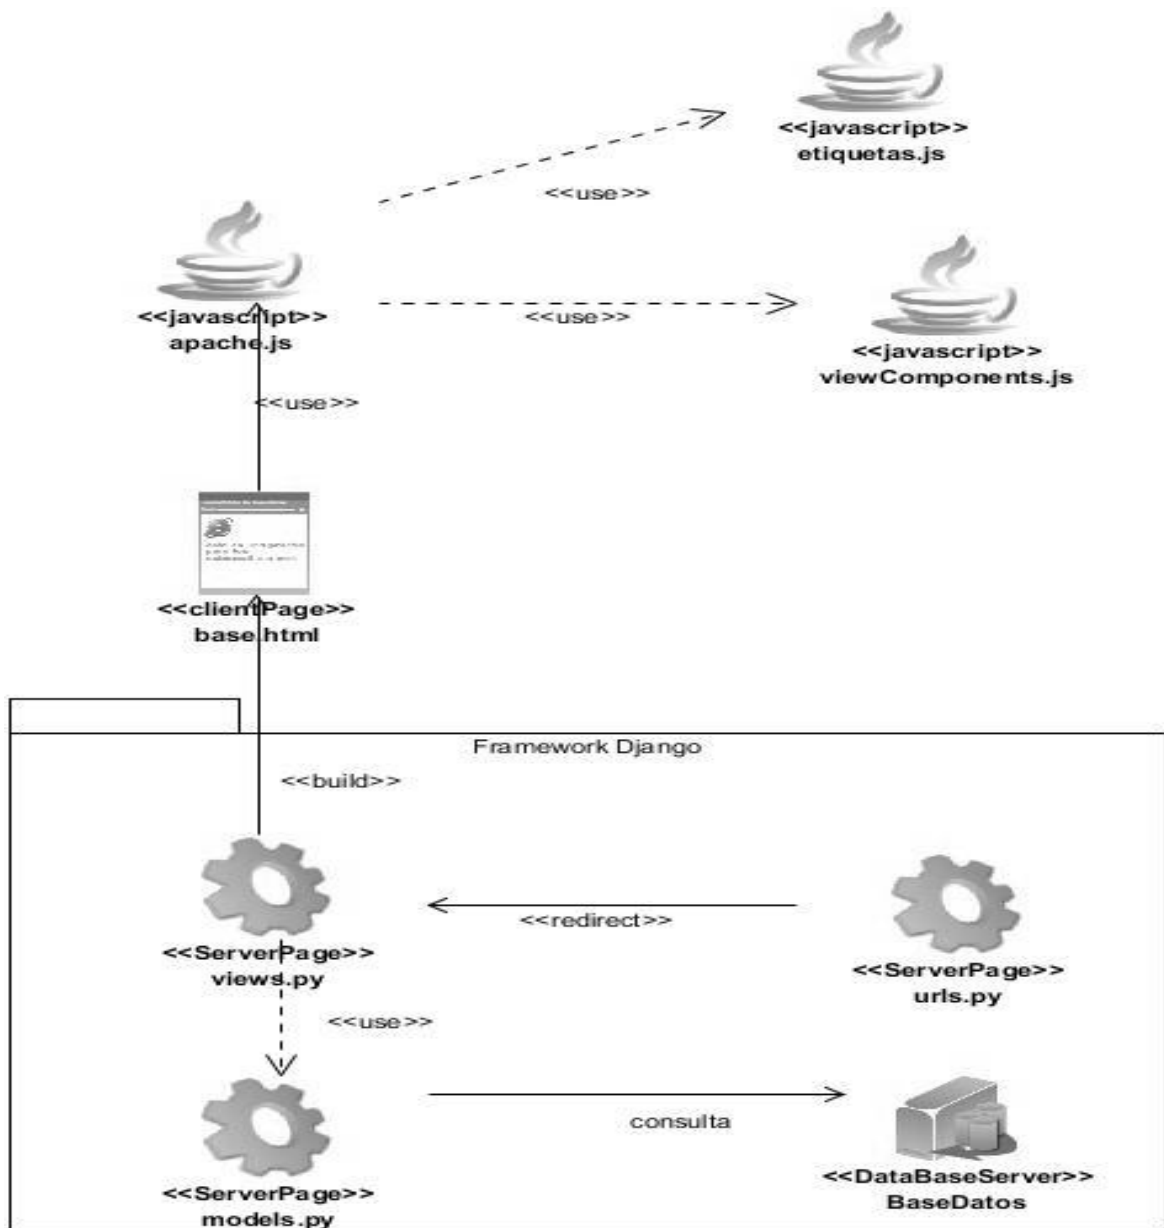 <<javascript>>
etiquetas.js
<<use>>
<<javascript>>
apache.js
<<use>>
<<javascript>>
viewComponents.js
<<use>>
<<clientPage>>
base.html
Framework Django
<<build>>
<<ServerPage>>
views.py
<<redirect>>
<<ServerPage>>
urls.py
<<use>>
<<ServerPage>>
models.py
consulta
<<DataBaseServer>>
BaseDatos